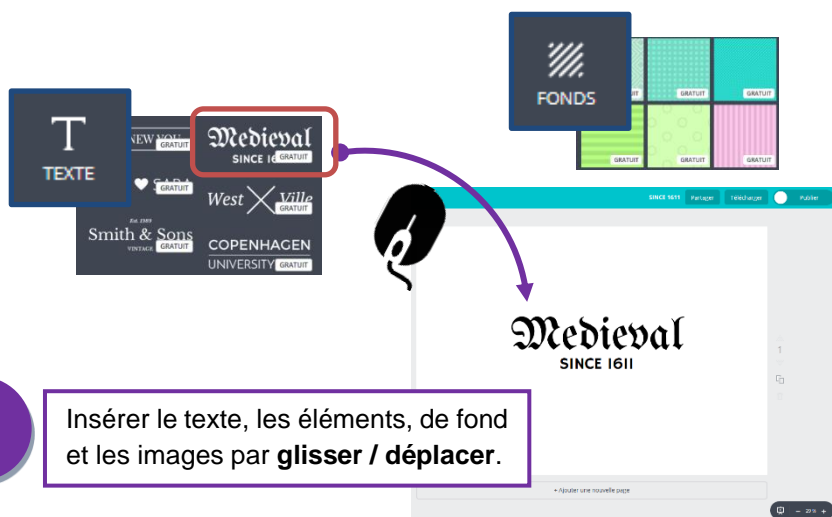 FONDS
GRATUIT
GRATUIT
GRATUIT
GRATUIT
GRATUIT
TEXTE
NEW YOU
GRATUIT
Medieval
SINCE 16
GRATUIT
GRATUIT
West Ville
GRATUIT
Est. 1989
Smith & Sons
VINTAGE
GRATUIT
COPENHAGEN
UNIVERSITY
GRATUIT
SINCE 1611 Partager Télécharger Publier
Medieval
SINCE 1611
1
+ Ajouter une nouvelle page
Insérer le texte, les éléments, de fond
et les images par glisser / déplacer.